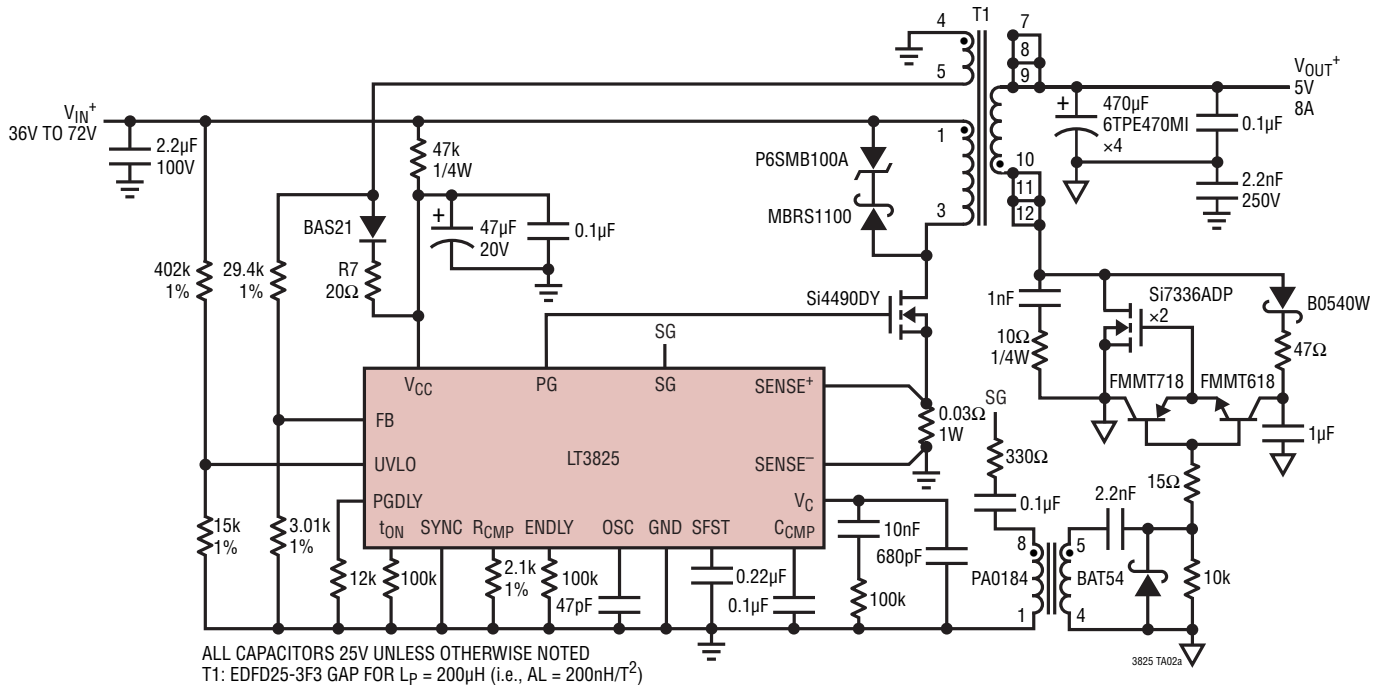 T1
4
5
1
3
7
8
9
10
11
12
VIN+
36V TO 72V
2.2µF
100V
47k
1/4W
P6SMB100A
MBRS1100
+
470µF
6TPE470MI
×4
0.1µF
VOUT+
5V
8A
2.2nF
250V
BAS21
R7
20Ω
+
47µF
20V
0.1µF
402k
1%
29.4k
1%
Si4490DY
SG
1nF
10Ω
1/4W
Si7336ADP
×2
B0540W
47Ω
FMMT718
FMMT618
1µF
VCC
PG
SG
SENSE+
FB
UVLO
LT3825
SENSE−
PGDLY
VC
tON
SYNC
RCMP
ENDLY
OSC
GND
SFST
CCMP
0.03Ω
1W
SG
330Ω
0.1µF
15Ω
2.2nF
15k
1%
3.01k
1%
12k
100k
2.1k
1%
100k
47pF
0.22µF
0.1µF
10nF
680pF
100k
8
1
PA0184
5
4
BAT54
10k
ALL CAPACITORS 25V UNLESS OTHERWISE NOTED
T1: EDFD25-3F3 GAP FOR LP = 200µH (i.e., AL = 200nH/T2)
3825 TA02a